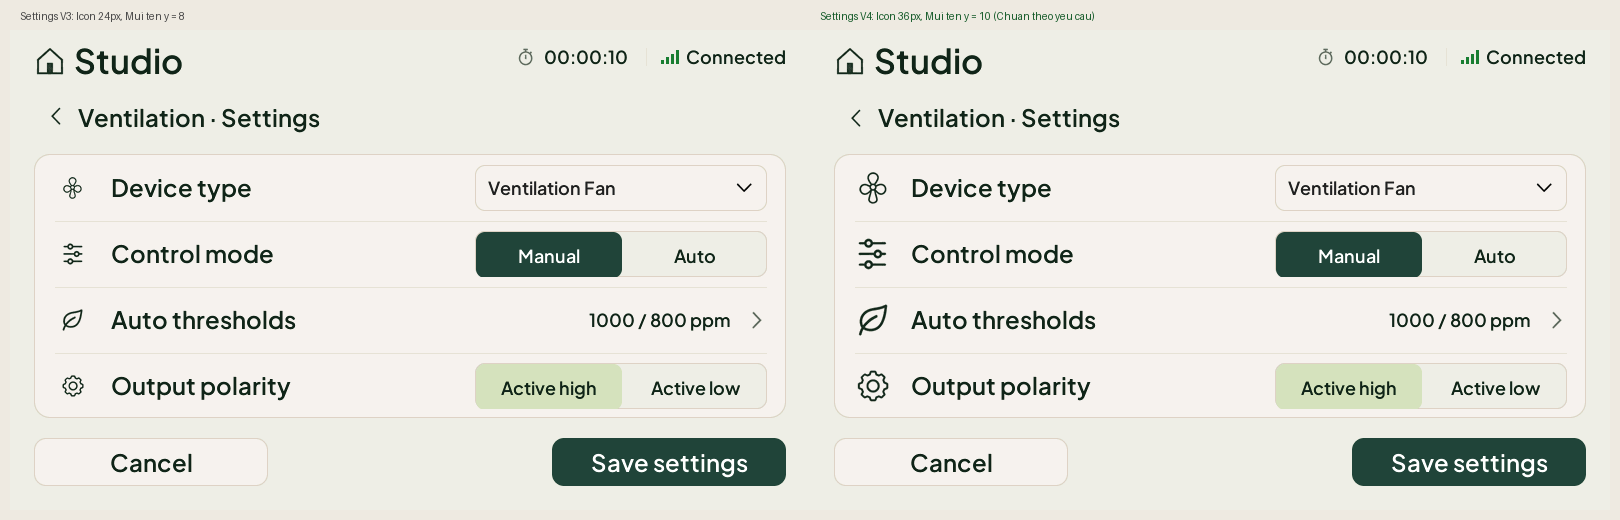 Settings V3: Icon 24px, Mui ten y = 8
Studio
00:00:10
Connected
Ventilation · Settings
Device type
Ventilation Fan
Control mode
Manual
Auto
Auto thresholds
1000 / 800 ppm
Output polarity
Active high
Active low
Cancel
Save settings
Settings V4: Icon 36px, Mui ten y = 10 (Chuan theo yeu cau)
Studio
00:00:10
Connected
Ventilation · Settings
Device type
Ventilation Fan
Control mode
Manual
Auto
Auto thresholds
1000 / 800 ppm
Output polarity
Active high
Active low
Cancel
Save settings